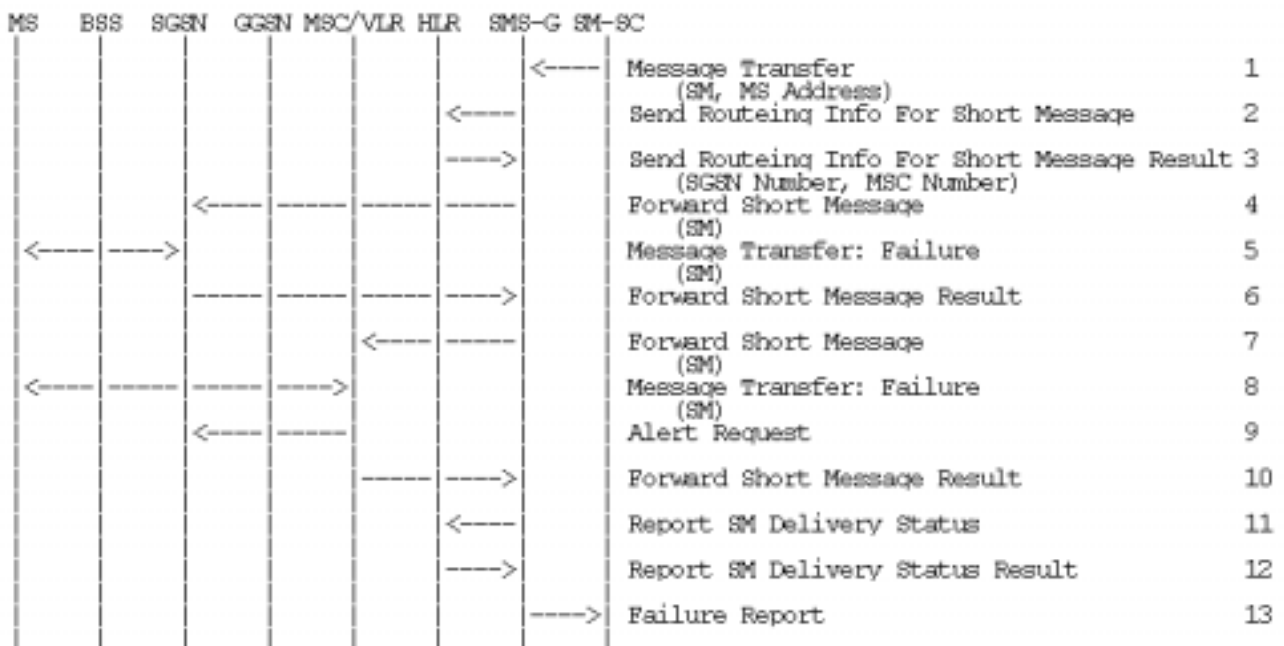 MS BSS SGSN GGSN MSC/VLR HLR SMS-G SM-SC
Message Transfer 1
(SM, MS Address)
Send Routeing Info For Short Message 2
Send Routeing Info For Short Message Result 3
(SGSN Number, MSC Number)
Forward Short Message 4
(SM)
Message Transfer: Failure 5
(SM)
Forward Short Message Result 6
Forward Short Message 7
(SM)
Message Transfer: Failure 8
(SM)
Alert Request 9
Forward Short Message Result 10
Report SM Delivery Status 11
Report SM Delivery Status Result 12
Failure Report 13